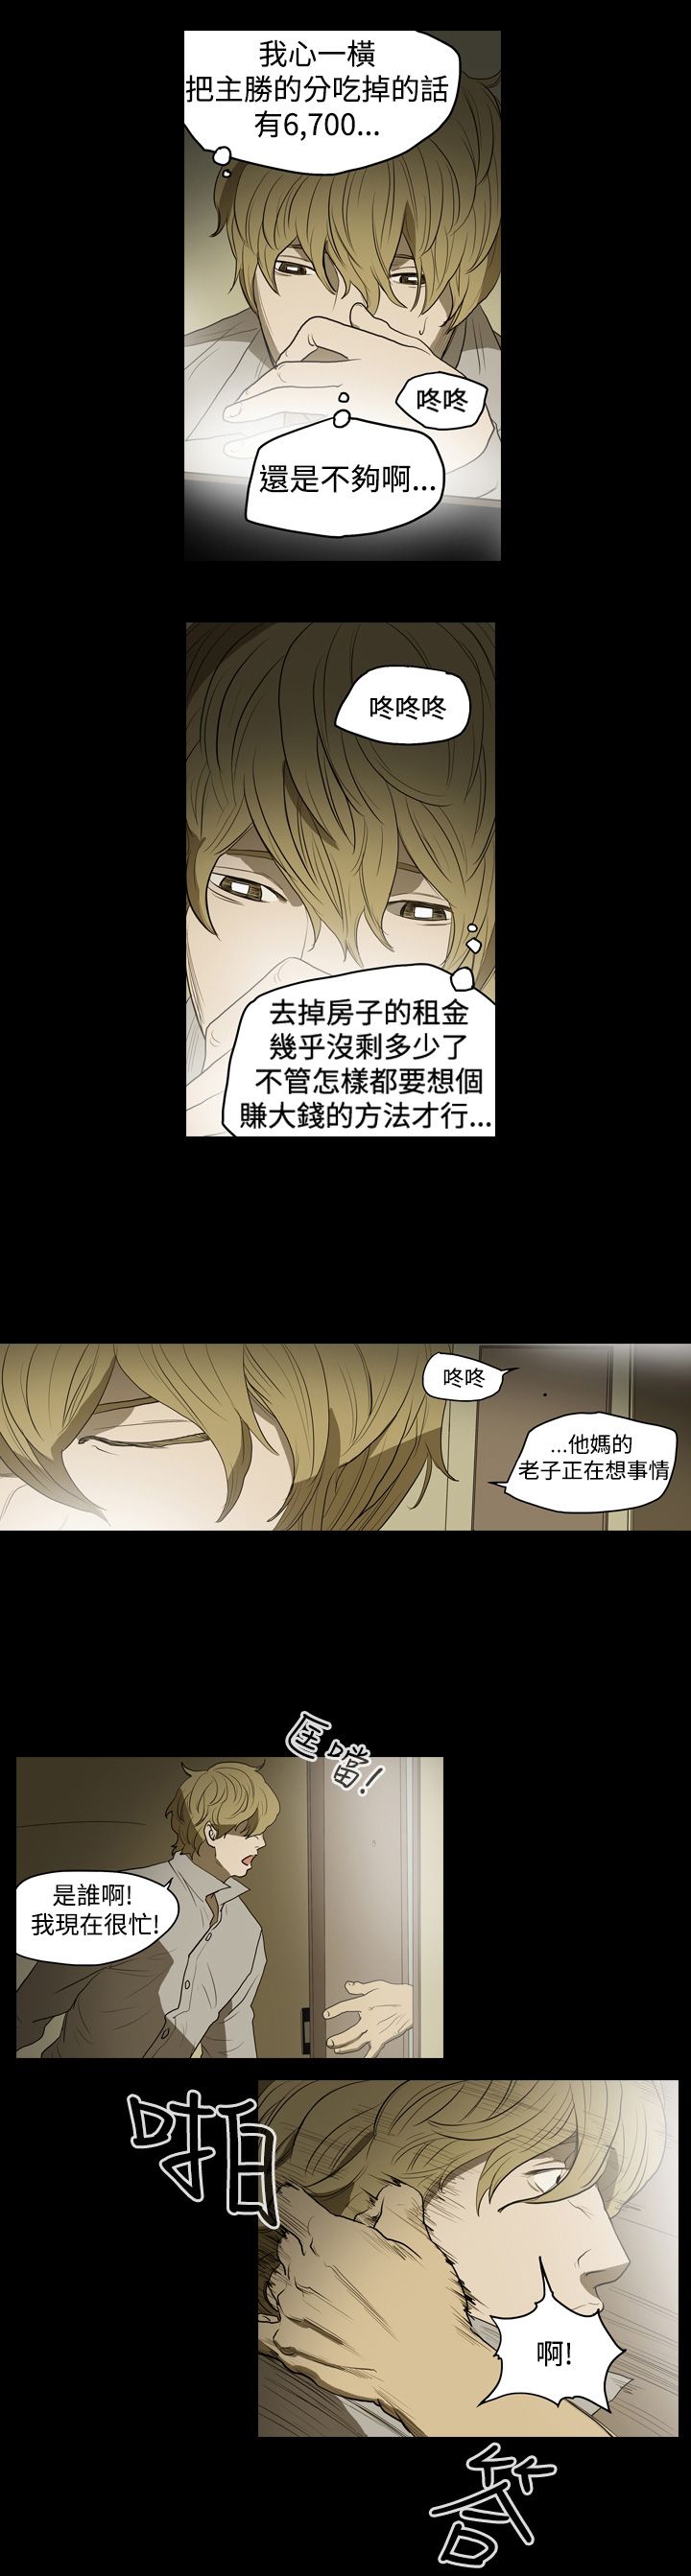 我心一橫
把主勝的分吃掉的話
有6,700...
咚咚
還是不夠啊...
咚咚咚
去掉房子的租金
幾乎沒剩多少了
不管怎樣都要想個
賺大錢的方法才行...
咚咚
...他媽的
老子正在想事情
匡噹!
是誰啊!
我現在很忙!
啪
啊!
答